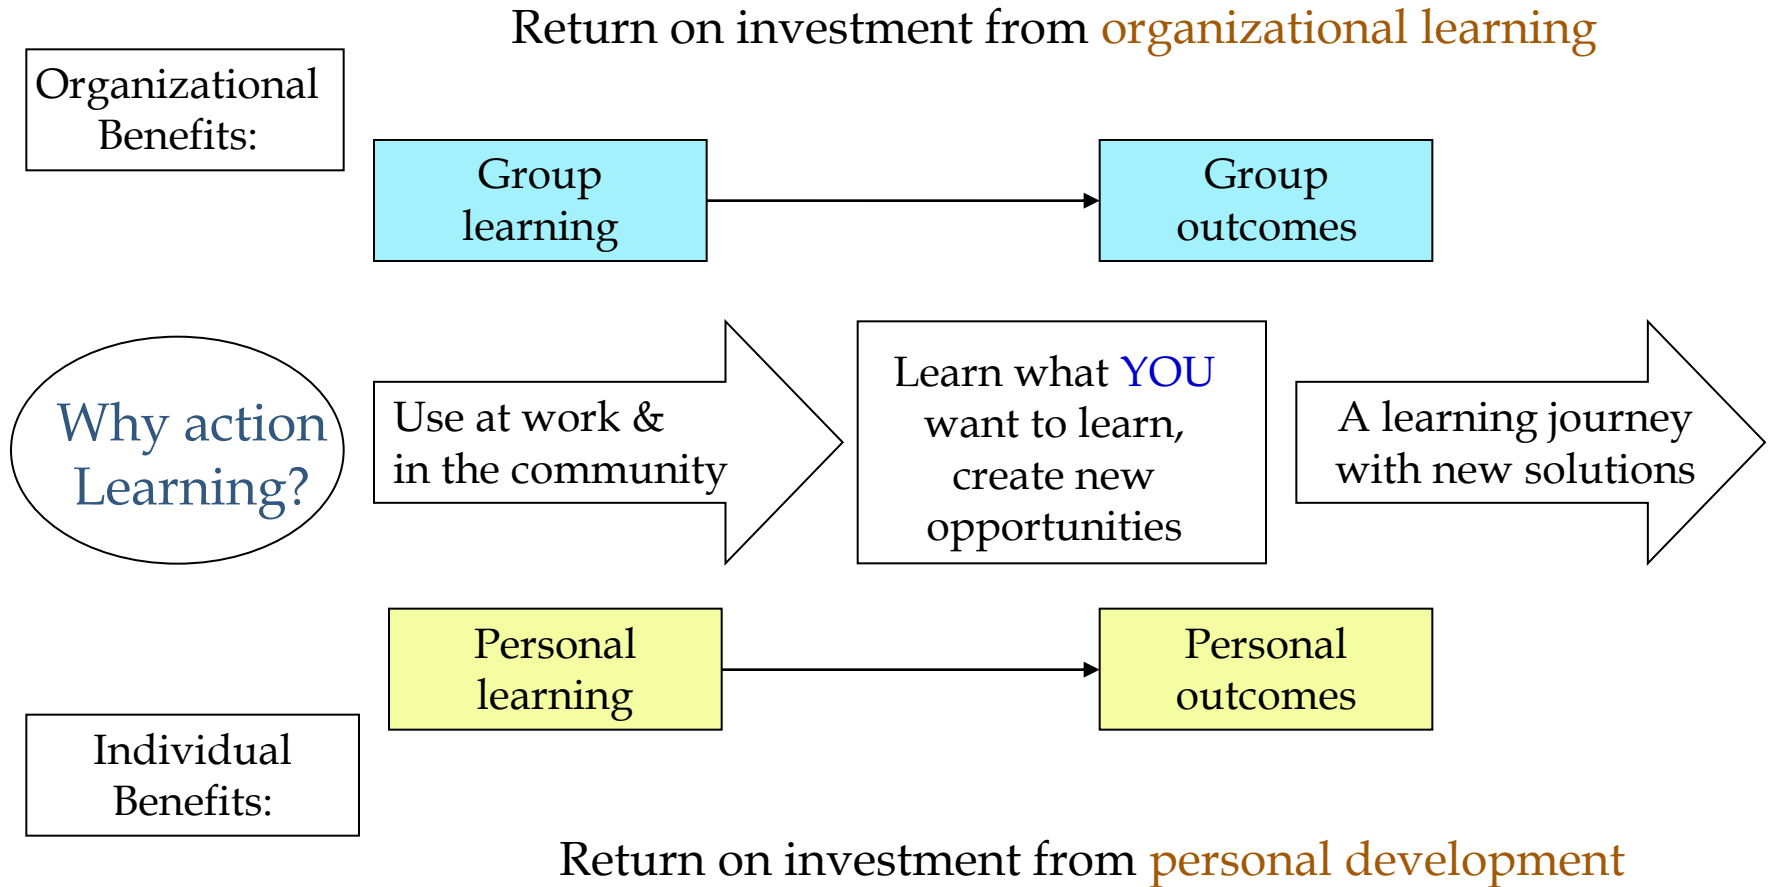 Return on investment from organizational learning
Organizational
Benefits:
Group
learning
Group
outcomes
Why action
Learning?
Use at work &
in the community
Learn what YOU
want to learn,
create new
opportunities
A learning journey
with new solutions
Personal
learning
Personal
outcomes
Individual
Benefits:
Return on investment from personal development